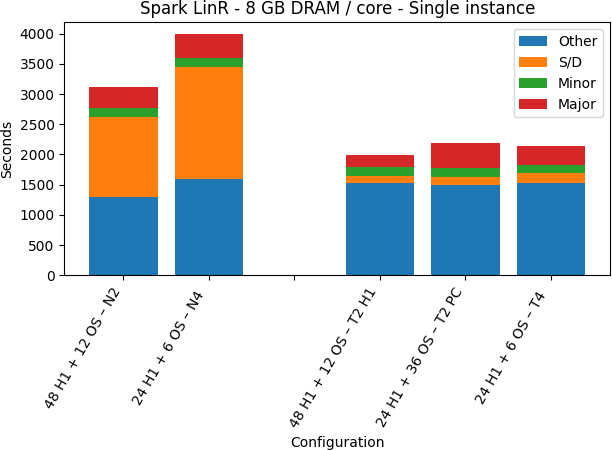 Spark LinR - 8 GB DRAM / core - Single instance
Seconds
4000
3500
3000
2500
2000
1500
1000
500
0
Other
S/D
Minor
Major
48 H1 + 12 OS – N2
24 H1 + 6 OS – N4
48 H1 + 12 OS – T2 H1
24 H1 + 36 OS – T2 PC
24 H1 + 6 OS – T4
Configuration